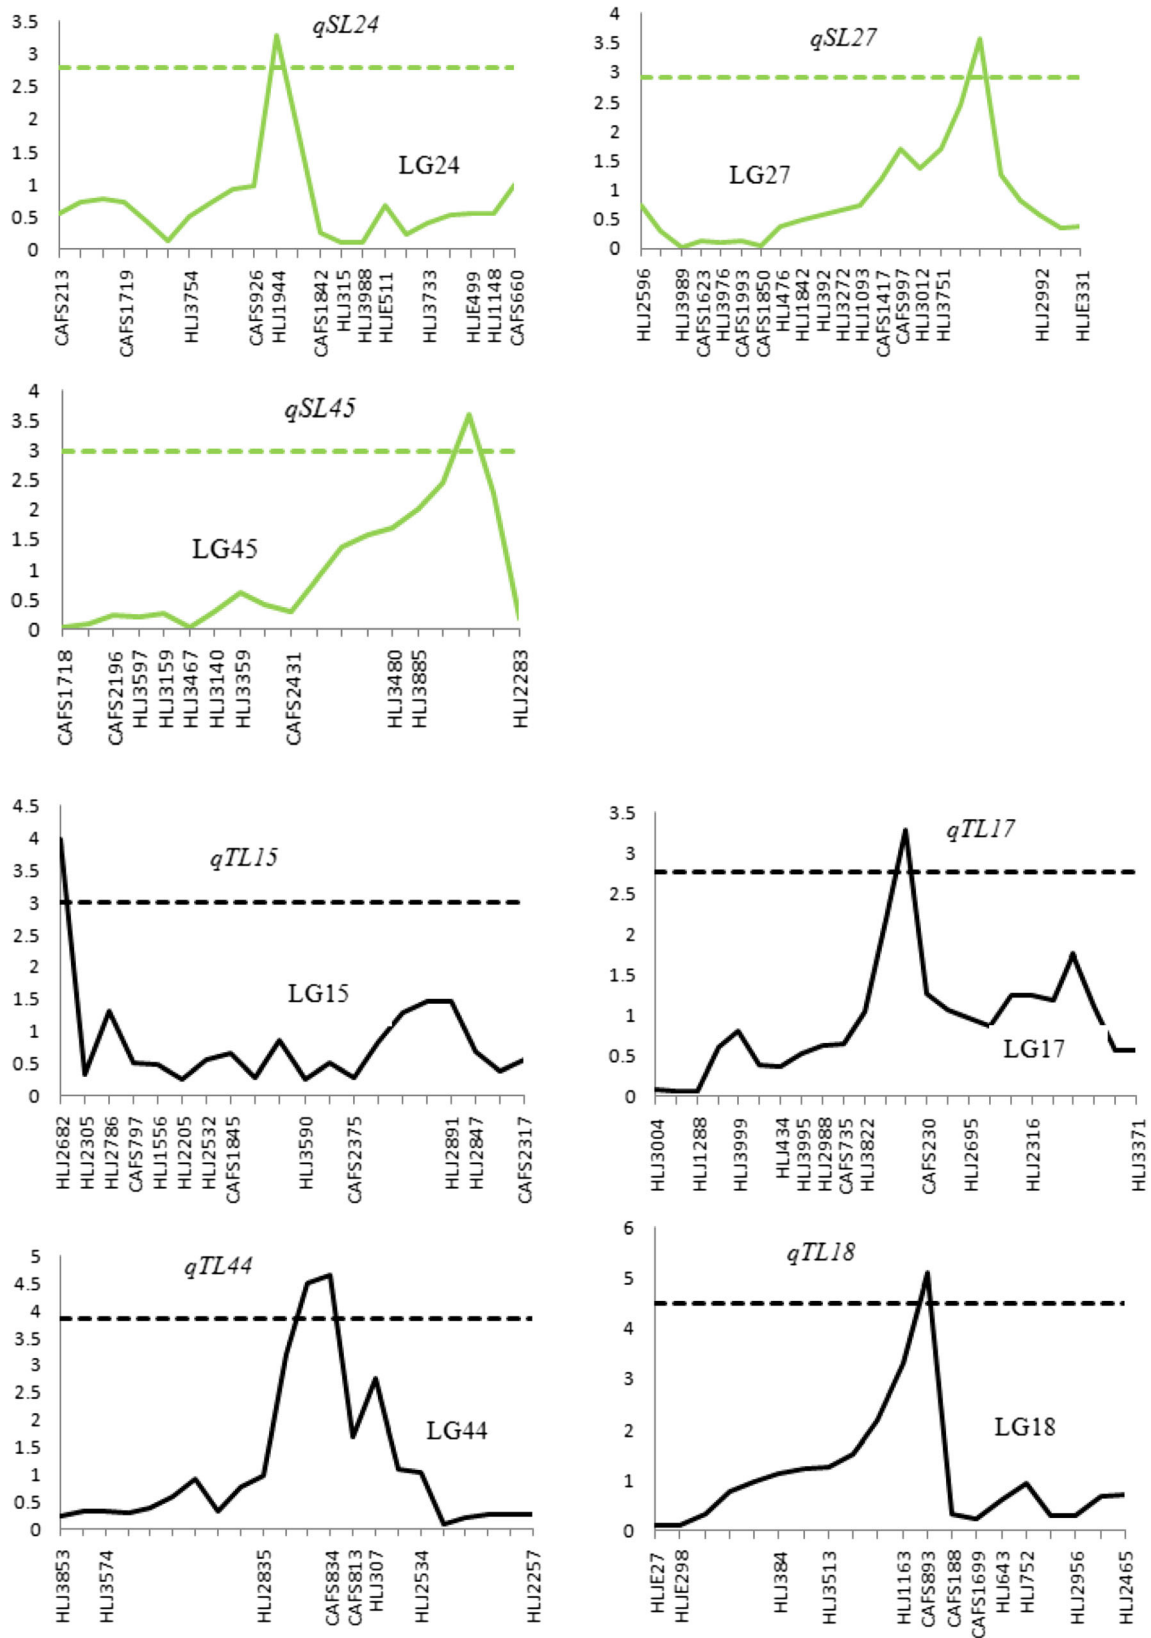 qSL24
3.5
3
2.5
2
1.5
1
0.5
0
LG24
CAFS213
CAFS1719
HLJ3754
CAFS926
HLJ1944
CAFS1842
HLJ315
HLJ3988
HLJE511
HLJ3733
HLJE499
HLJ1148
CAFS660
qSL27
4
3.5
3
2.5
2
1.5
1
0.5
0
LG27
HLJ2596
HLJ3989
CAFS1623
HLJ3976
CAFS1993
CAFS1850
HLJ476
HLJ1842
HLJ392
HLJ3272
HLJ1093
CAFS1417
CAFS997
HLJ3012
HLJ3751
HLJ2992
HLJE331
qSL45
4
3.5
3
2.5
2
1.5
1
0.5
0
LG45
CAFS1718
CAFS2196
HLJ3597
HLJ3159
HLJ3467
HLJ3140
HLJ3359
CAFS2431
HLJ3480
HLJ3885
HLJ2283
qTL15
4.5
4
3.5
3
2.5
2
1.5
1
0.5
0
LG15
HLJ2682
HLJ2305
HLJ2786
CAFS797
HLJ1556
HLJ2205
HLJ2532
CAFS1845
HLJ3590
CAFS2375
HLJ2891
HLJ2847
CAFS2317
qTL17
3.5
3
2.5
2
1.5
1
0.5
0
LG17
HLJ3004
HLJ1288
HLJ3999
HLJ434
HLJ3995
HLJ2988
CAFS735
HLJ3822
CAFS230
HLJ2695
HLJ2316
HLJ3371
qTL44
5
4.5
4
3.5
3
2.5
2
1.5
1
0.5
0
LG44
HLJ3853
HLJ3574
HLJ2835
CAFS834
CAFS813
HLJ307
HLJ2534
HLJ2257
qTL18
6
5
4
3
2
1
0
LG18
HLJE27
HLJE298
HLJ384
HLJ3513
HLJ1163
CAFS893
CAFS188
CAFS1699
HLJ643
HLJ752
HLJ2956
HLJ2465